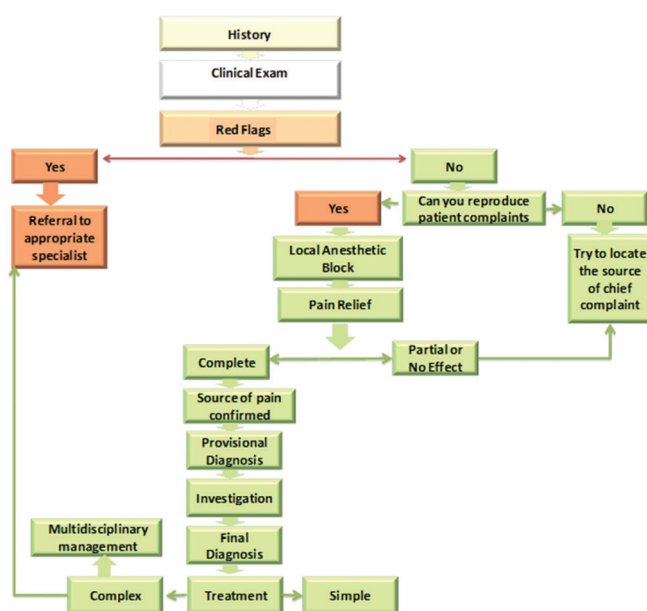 History
Clinical Exam
Red Flags
Yes
No
Yes
Can you reproduce
patient complaints
No
Referral to
appropriate
specialist
Local Anesthetic
Block
Try to locate
the source
of chief
complaint
Pain Relief
Complete
Partial or
No Effect
Source of pain
confirmed
Provisional
Diagnosis
Investigation
Multidisciplinary
management
Final
Diagnosis
Complex
Treatment
Simple